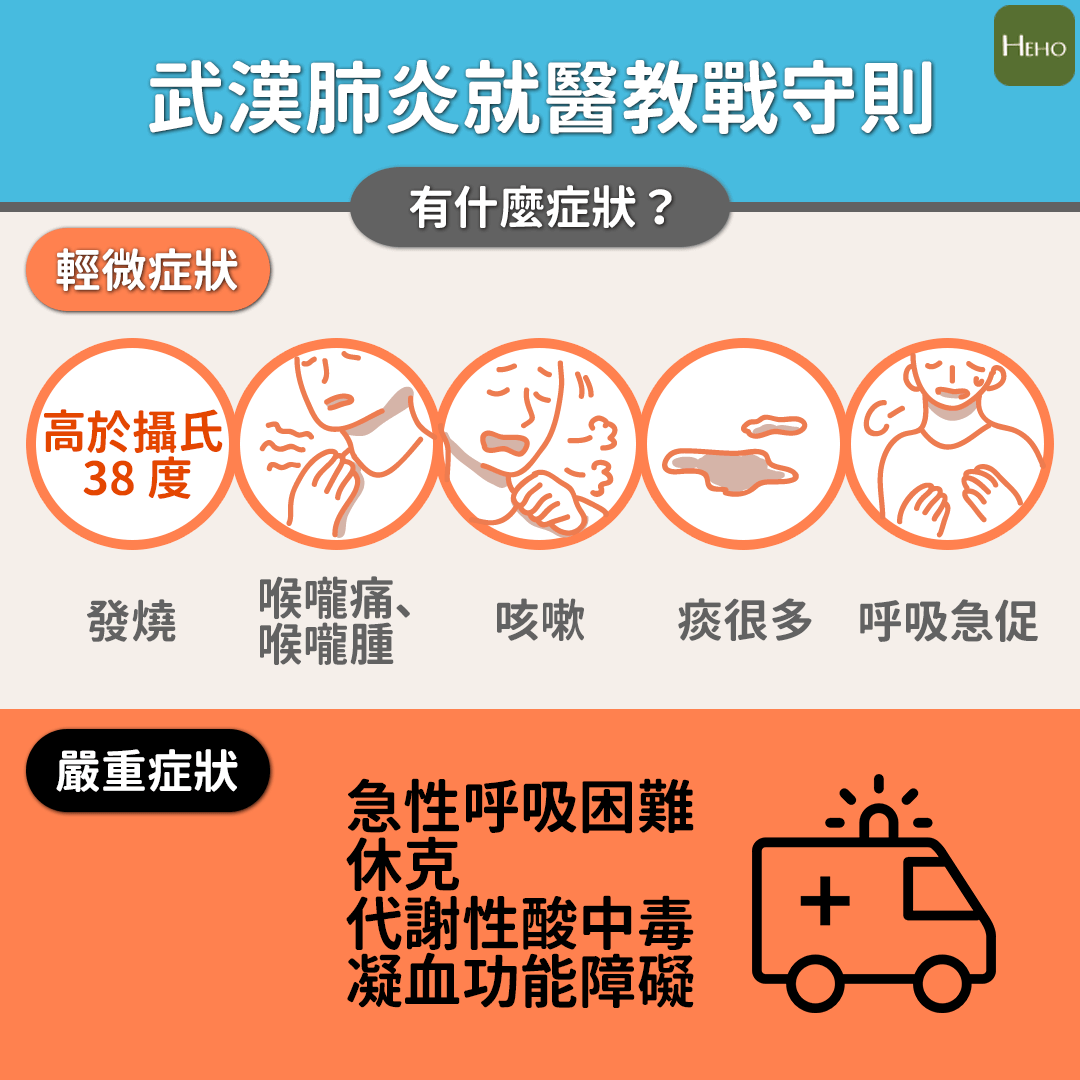 HEHO
武漢肺炎就醫教戰守則
有什麼症狀？
輕微症狀
高於攝氏
38 度
發燒
喉嚨痛、
喉嚨腫
咳嗽
痰很多
呼吸急促
嚴重症狀
急性呼吸困難
休克
代謝性酸中毒
凝血功能障礙